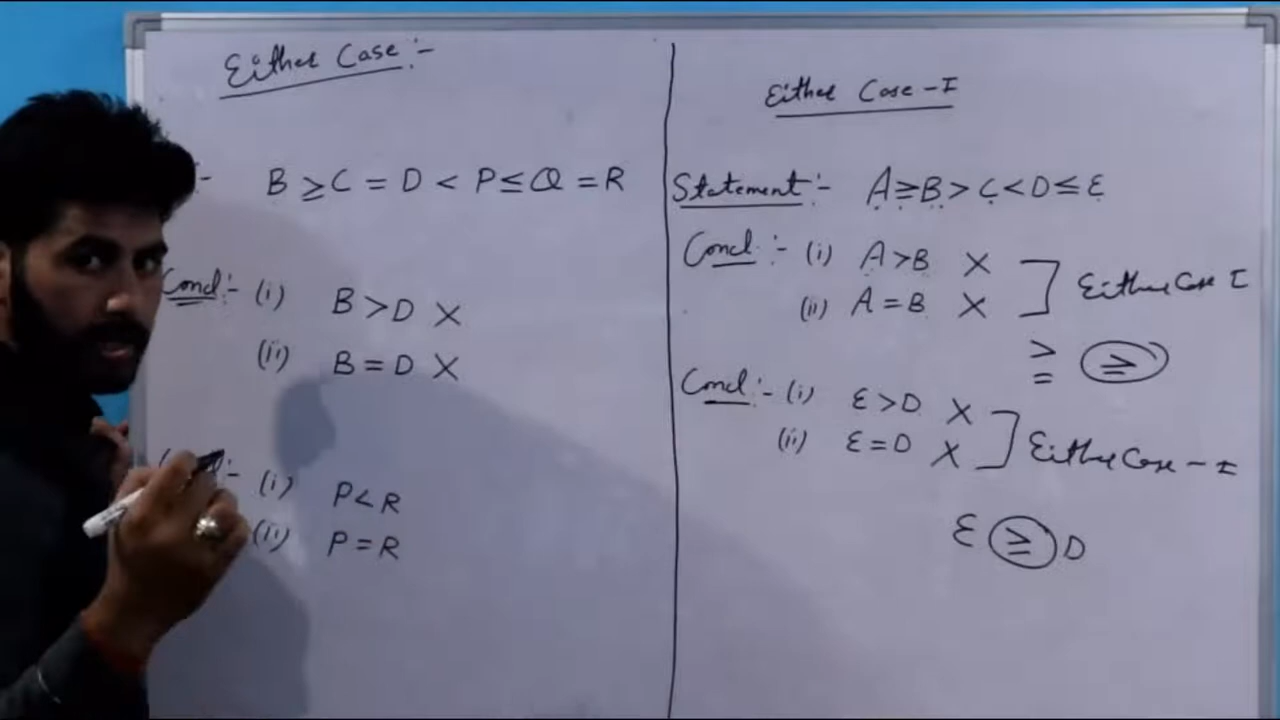 Either Case :-
:- B ≥ C = D < P ≤ Q = R
Concl :- (i) B > D X
(ii) B = D X
:- (i) P < R
(ii) P = R
Either Case - I
Statement :- A ≥ B > C < D ≤ E
Concl :- (i) A > B X
(ii) A = B X
Either Case I
>
= ≥
Concl :- (i) E > D X
(ii) E = D X
Either Case - I
E ≥ D